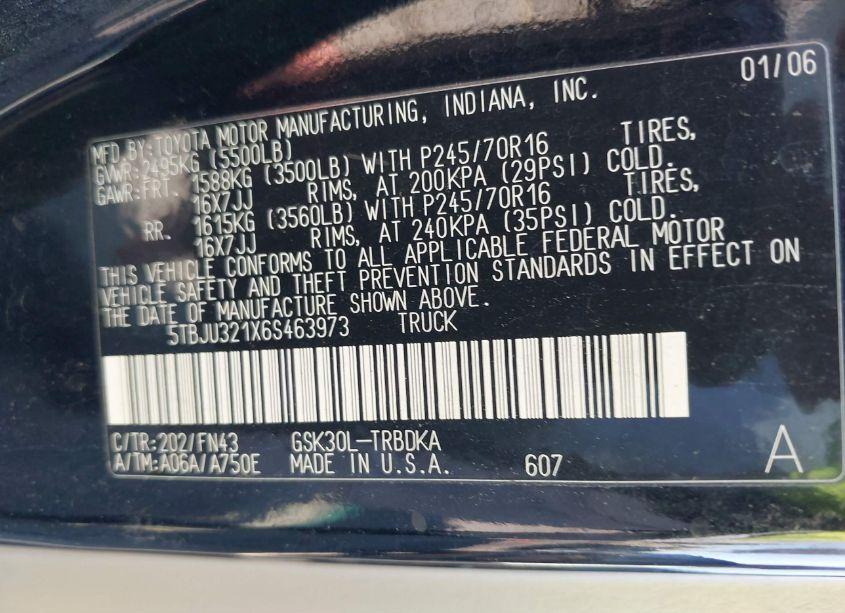 01/06
MFD.BY:TOYOTA MOTOR MANUFACTURING, INDIANA, INC.
GVWR:2495KG (5500LB)
GAWR:FRT. 1588KG (3500LB) WITH P245/70R16 TIRES,
16X7JJ RIMS, AT 200KPA (29PSI) COLD.
RR. 1615KG (3560LB) WITH P245/70R16 TIRES,
16X7JJ RIMS, AT 240KPA (35PSI) COLD.
THIS VEHICLE CONFORMS TO ALL APPLICABLE FEDERAL MOTOR
VEHICLE SAFETY AND THEFT PREVENTION STANDARDS IN EFFECT ON
THE DATE OF MANUFACTURE SHOWN ABOVE.
5TBJU321X6S463973 TRUCK
C/TR:202/FN43 GSK30L-TRBDKA
A/TM:A06A/A750E MADE IN U.S.A. 607 A